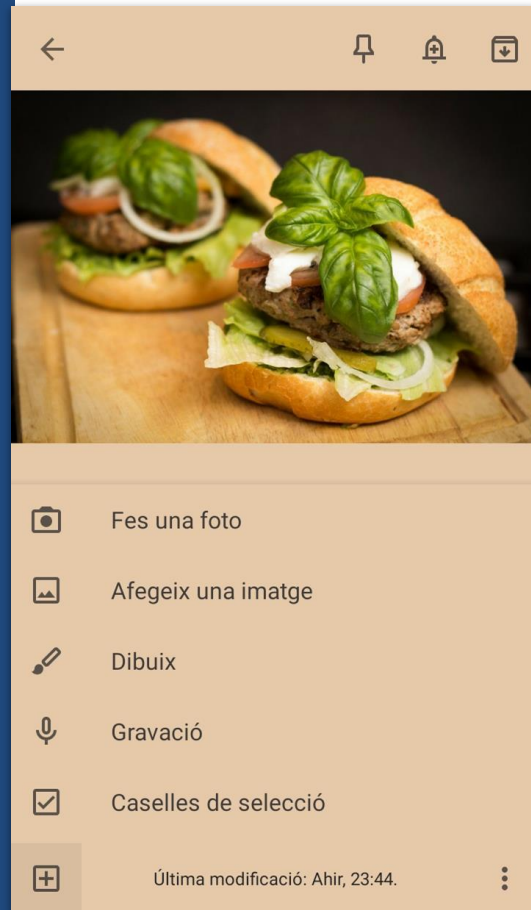 Fes una foto
Afegeix una imatge
Dibuix
Gravació
Caselles de selecció
Última modificació: Ahir, 23:44.